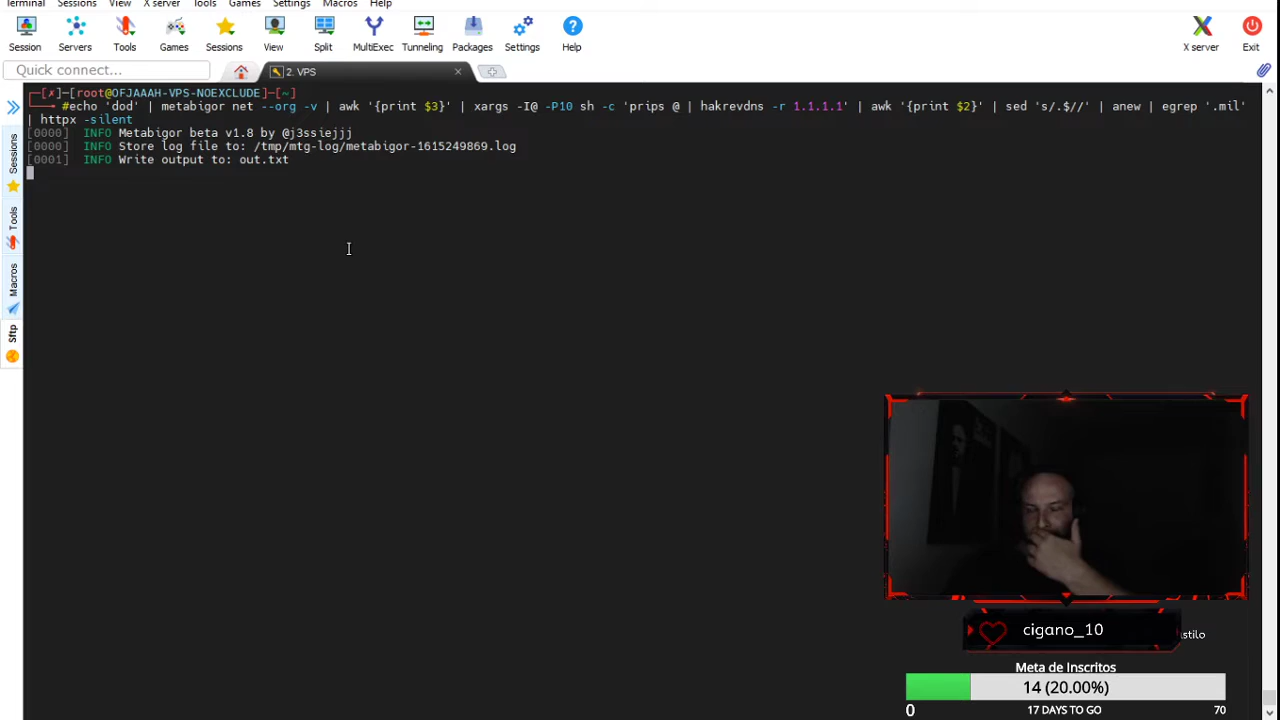 Terminal Sessions View X server Tools Games Settings Macros Help
Session Servers Tools Games Sessions View Split MultiExec Tunneling Packages Settings Help X server Exit
Quick connect...
2. VPS
Sessions
Tools
Macros
Sftp
┌─[✗]─[root@OFJAAAH-VPS-NOEXCLUDE]─[~]
└──╼ #echo 'dod' | metabigor net --org -v | awk '{print $3}' | xargs -I@ -P10 sh -c 'prips @ | hakrevdns -r 1.1.1.1' | awk '{print $2}' | sed 's/.$//' | anew | egrep '.mil'
| httpx -silent
[0000] INFO Metabigor beta v1.8 by @j3ssiejjj
[0000] INFO Store log file to: /tmp/mtg-log/metabigor-1615249869.log
[0001] INFO Write output to: out.txt
cigano_10
stilo
Meta de Inscritos
14 (20.00%)
0 17 DAYS TO GO 70